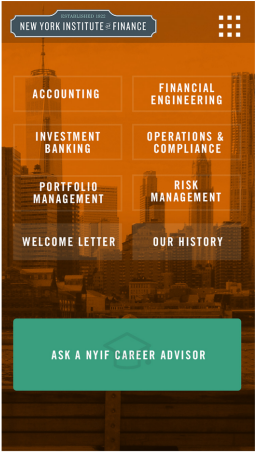 ESTABLISHED 1922
NEW YORK INSTITUTE of FINANCE
ACCOUNTING
FINANCIAL
ENGINEERING
INVESTMENT
BANKING
OPERATIONS &
COMPLIANCE
PORTFOLIO
MANAGEMENT
RISK
MANAGEMENT
WELCOME LETTER
OUR HISTORY
ASK A NYIF CAREER ADVISOR